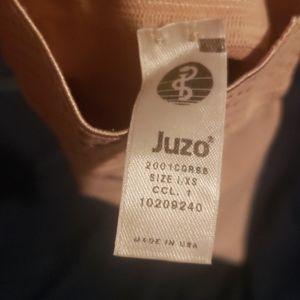 Juzo®
2001CGRSB
SIZE I/XS
CCL. 1
10209240
MADE IN USA